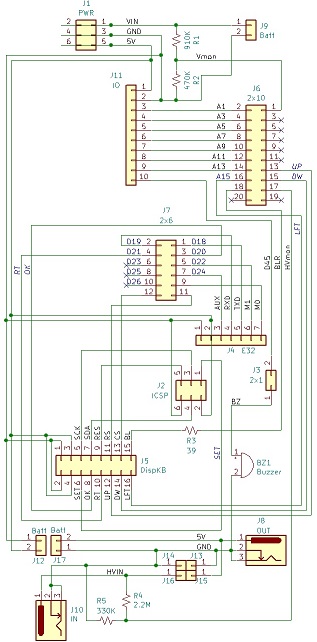 J1
PWR
2 1 VIN
4 3 GND
6 5 5V
910K
R1
1
2
J9
Batt
Vmon
470K
R2
J11
IO
1
2
3
4
5
6
7
8
9
10
J6
2x10
A1 2 1
A3 4 3
A5 6 5
A7 8 7
A9 10 9
A11 12 11
A13 14 13 UP
A15 16 15 DW
18 17
20 19
LFT
J7
2x6
D19 2 1 D18
D21 4 3 D20
D23 6 5 D22
D25 8 7 D24
D26 10 9
12 11
RT
OK
D45
BLR
HVmon
AUX
RXD
TXD
M1
M0
1 2 3 4 5 6 7
J4 E32
J2
ICSP
5 3 1
6 4 2
J3
2x1
2
1
BZ
R3
39
SET
SCK
SDA
RES
RS
CS
BL
1 3 5 7 9 11 13 15
2 4 6 8 10 12 14 16
J5
DispKB
SET
OK
RT
UP
DW
LFT
1
2
BZ1
Buzzer
J8
OUT
Batt Batt
1
2
1
2
J12 J17
5V
GND
J14 J13
J16 J15
HVIN
R4
2.2M
R5
330K
J10
IN